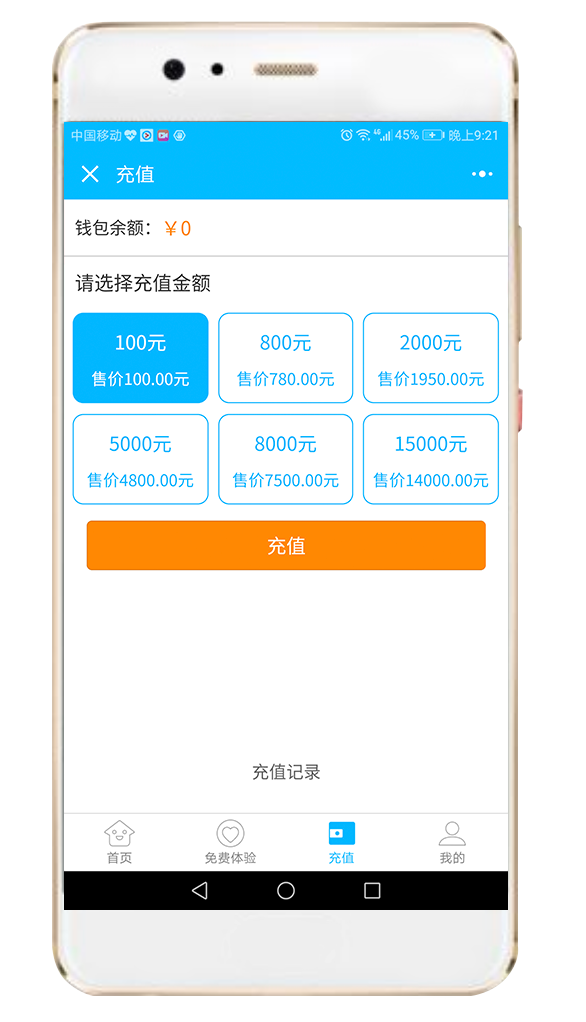 中国移动 45% 晚上9:21
充值
钱包余额：￥0
请选择充值金额
100元 800元 2000元
售价100.00元 售价780.00元 售价1950.00元
5000元 8000元 15000元
售价4800.00元 售价7500.00元 售价14000.00元
充值
充值记录
首页 免费体验 充值 我的